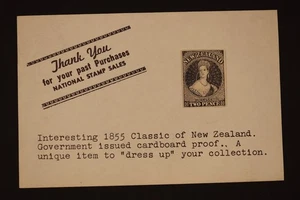 Thank You
for your past Purchases
NATIONAL STAMP SALES
NEW ZEALAND
TWO PENCE
Interesting 1855 Classic of New Zealand.
Government issued cardboard proof.. A
unique item to "dress up" your collection.